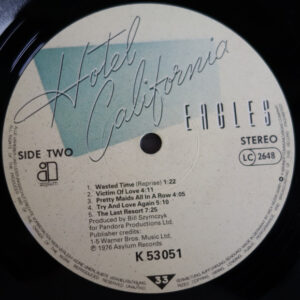 Hotel
California
EAGLES
asylum
SIDE TWO
STEREO
LC 2648
1. Wasted Time (Reprise) 1:22
2. Victim Of Love 4:11
3. Pretty Maids All In A Row 4:05
4. Try And Love Again 5:10
5. The Last Resort 7:25
Produced by Bill Szymczyk
for Pandora Productions Ltd.
Publisher credits:
1-5 Warner Bros. Music Ltd.
℗ 1976 Asylum Records
K 53 051
33